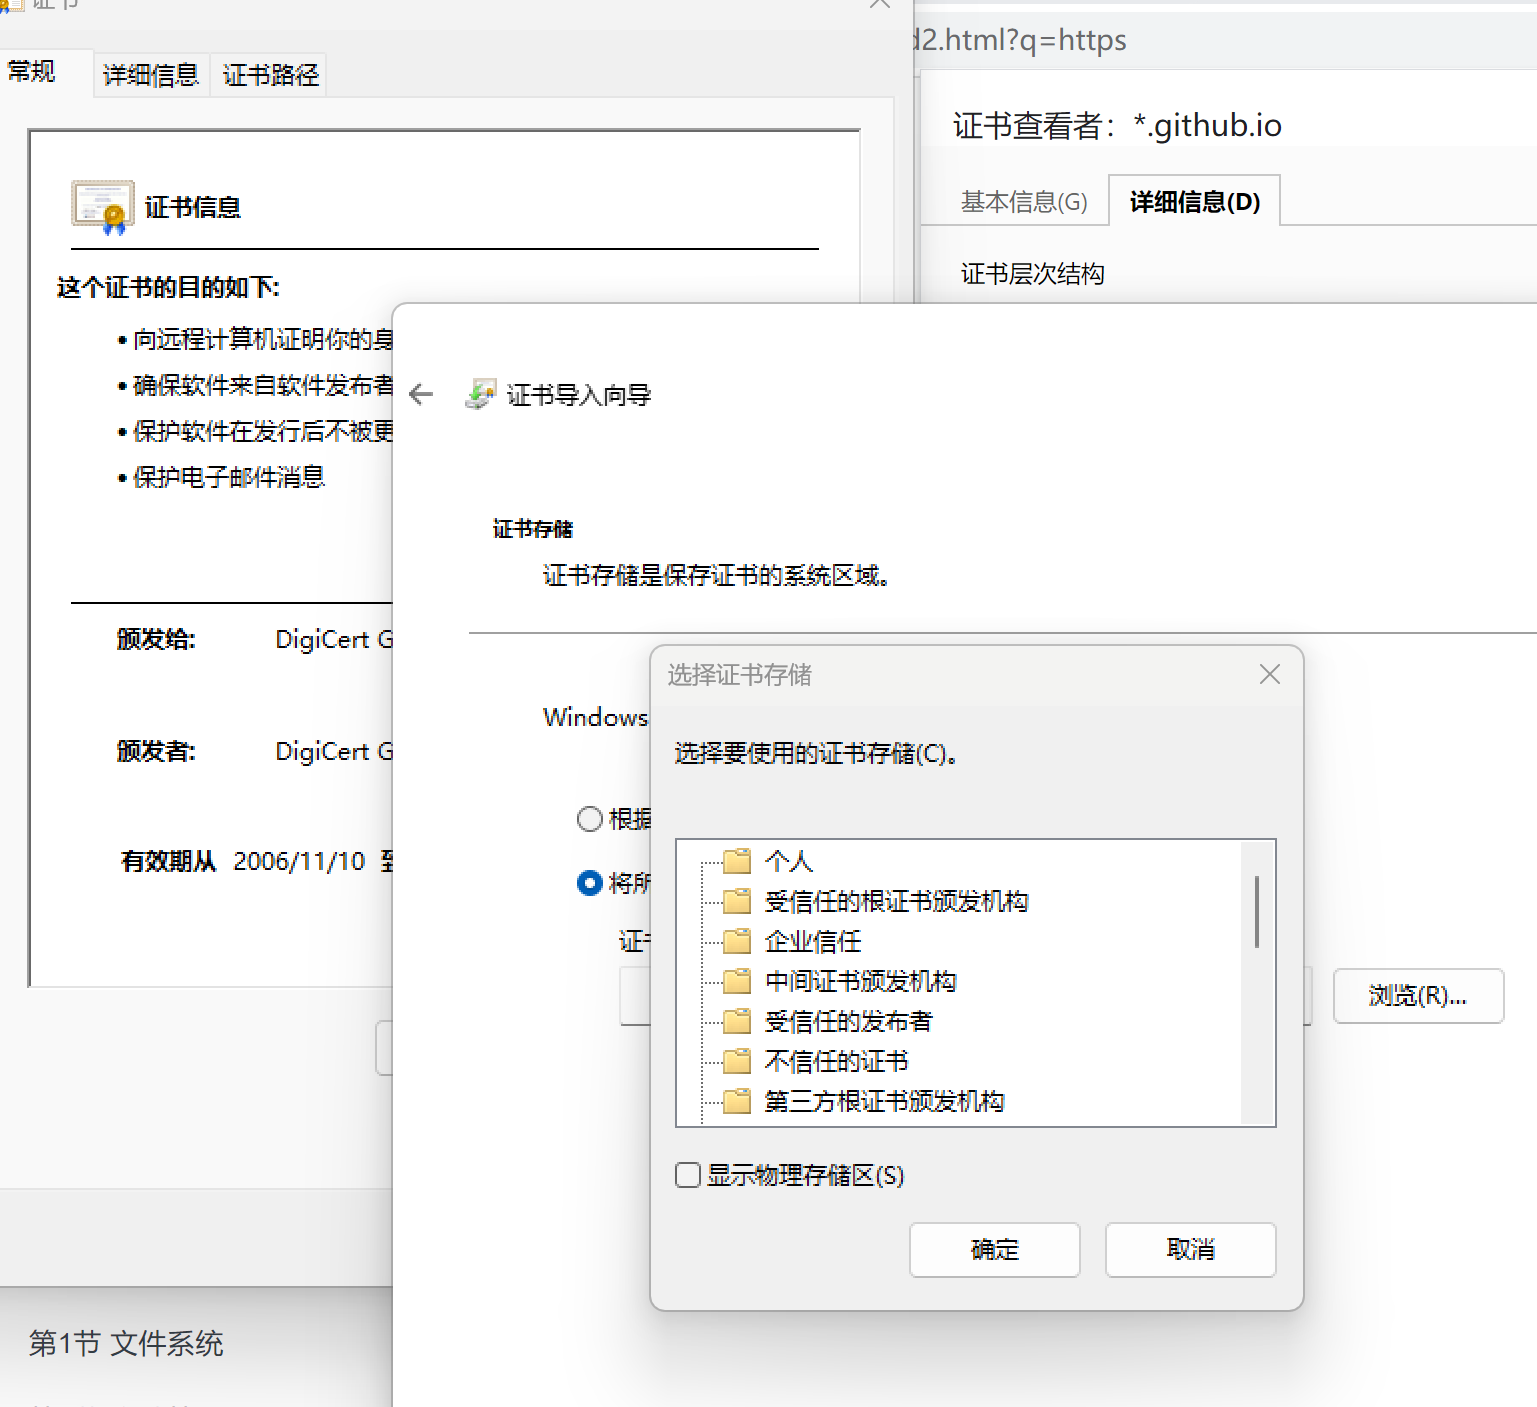 证书
常规
详细信息
证书路径
证书信息
这个证书的目的如下:
• 向远程计算机证明你的身
• 确保软件来自软件发布者
• 保护软件在发行后不被更
• 保护电子邮件消息
颁发给: DigiCert G
颁发者: DigiCert G
有效期从 2006/11/10 到
第1节 文件系统
d2.html?q=https
证书查看者：*.github.io
基本信息(G)
详细信息(D)
证书层次结构
证书导入向导
证书存储
证书存储是保存证书的系统区域。
Windows
根据
将所
证书
浏览(R)...
选择证书存储
选择要使用的证书存储(C)。
个人
受信任的根证书颁发机构
企业信任
中间证书颁发机构
受信任的发布者
不信任的证书
第三方根证书颁发机构
显示物理存储区(S)
确定
取消